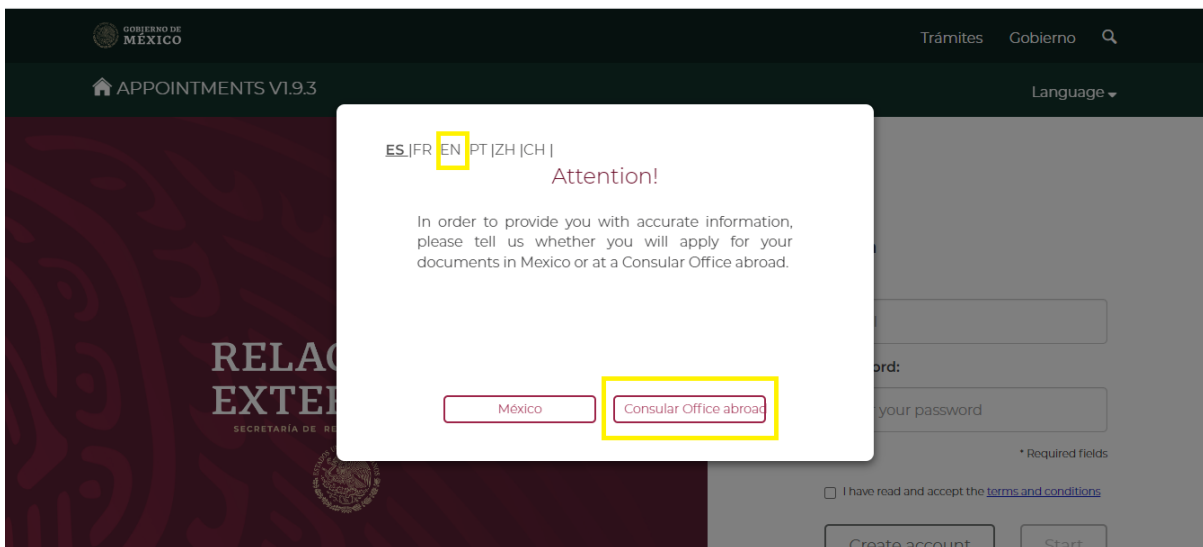 GOBIERNO DE
MÉXICO
Trámites Gobierno
APPOINTMENTS V1.9.3
Language
ES |FR EN PT |ZH |CH |
Attention!
In order to provide you with accurate information,
please tell us whether you will apply for your
documents in Mexico or at a Consular Office abroad.
RELAC
EXTER
SECRETARÍA DE RE
México
Consular Office abroad
ord:
your password
* Required fields
I have read and accept the terms and conditions
Create account
Start